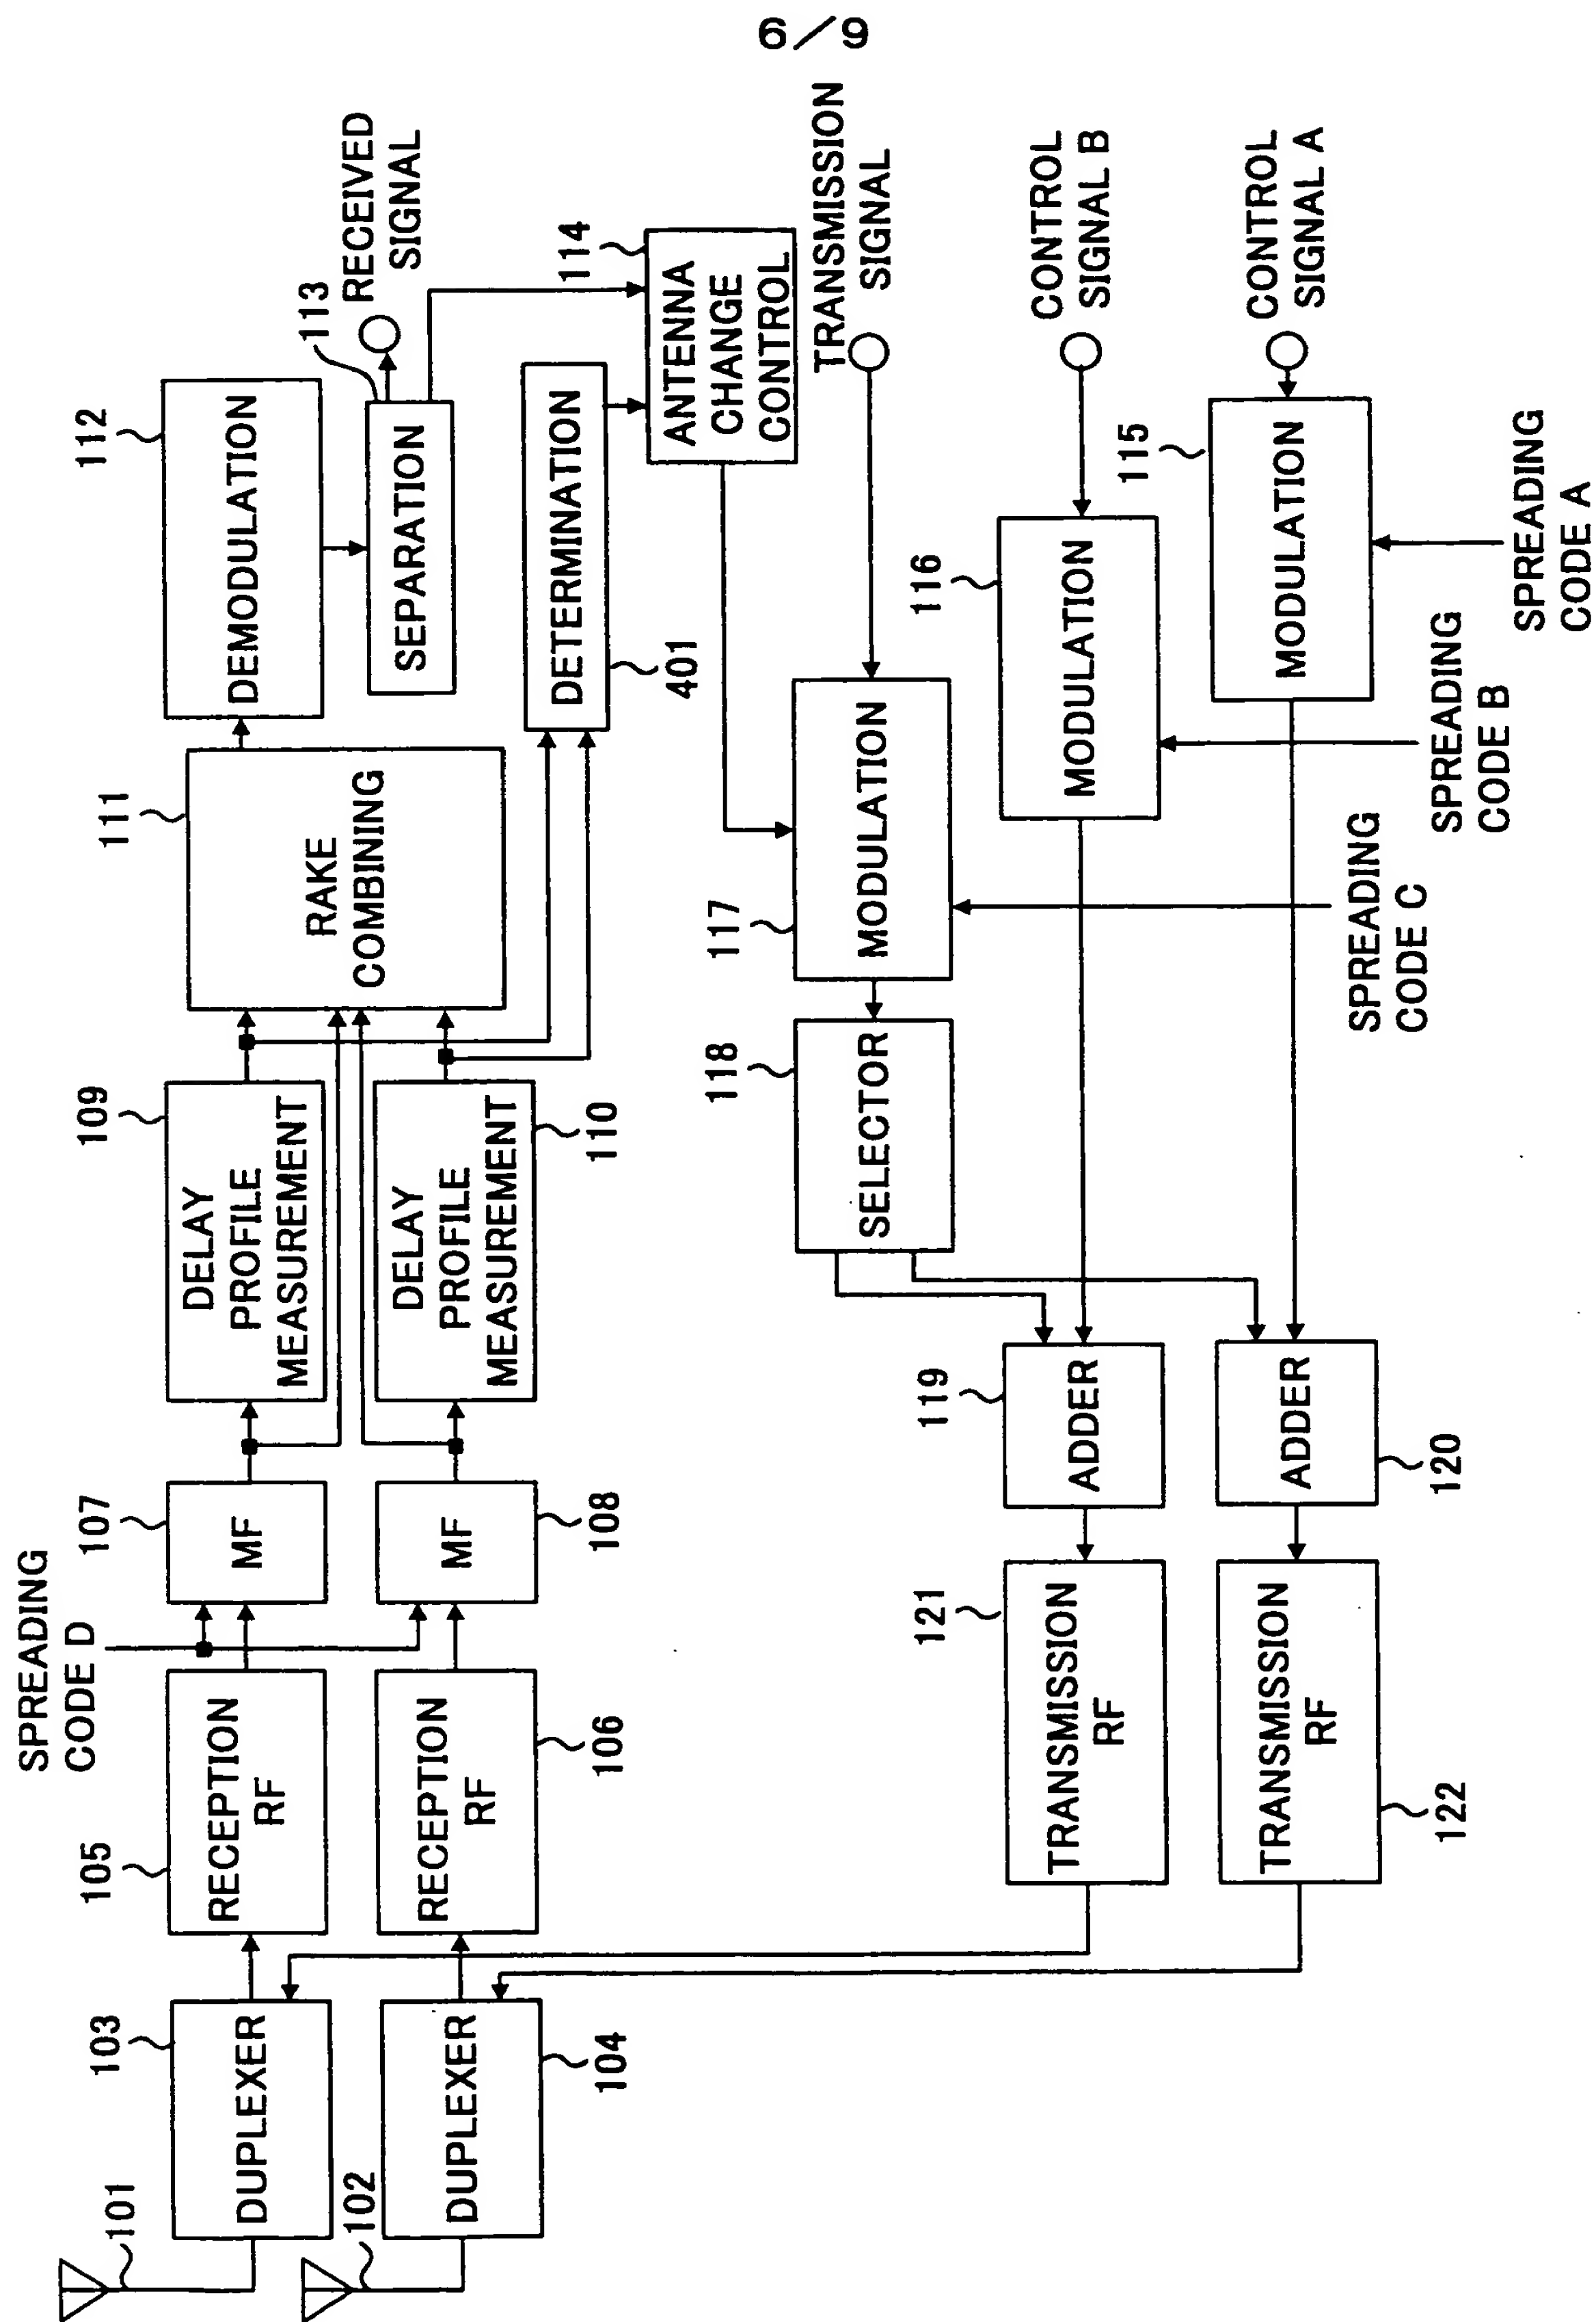 6/9
SPREADING
CODE D
101
103
DUPLEXER
105
RECEPTION
RF
107
MF
109
DELAY
PROFILE
MEASUREMENT
111
RAKE
COMBINING
112
DEMODULATION
113
SEPARATION
RECEIVED
SIGNAL
102
DUPLEXER
104
RECEPTION
RF
106
MF
108
DELAY
PROFILE
MEASUREMENT
110
DETERMINATION
401
114
ANTENNA
CHANGE
CONTROL
118
SELECTOR
117
MODULATION
TRANSMISSION
SIGNAL
SPREADING
CODE C
121
TRANSMISSION
RF
119
ADDER
116
MODULATION
CONTROL
SIGNAL B
SPREADING
CODE B
TRANSMISSION
RF
122
ADDER
120
115
MODULATION
CONTROL
SIGNAL A
SPREADING
CODE A